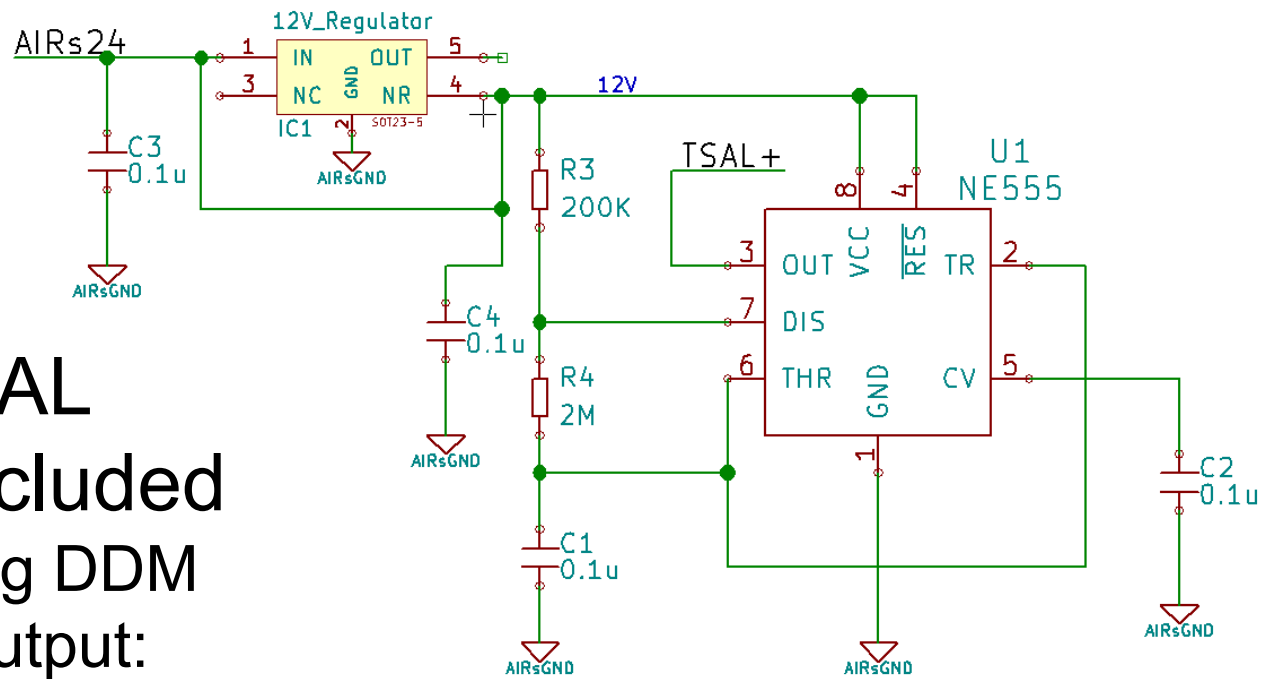 12V_Regulator
AIRs24
1 IN OUT 5
3 NC GND NR 4
IC1 2 SOT23-5
AIRsGND
12V
C3
0.1u
AIRsGND
R3
200K
TSAL+
U1
NE555
8 4
3 OUT VCC RES TR 2
7 DIS
6 THR GND CV 5
1
C4
0.1u
AIRsGND
R4
2M
C1
0.1u
AIRsGND
AIRsGND
C2
0.1u
AIRsGND
AL
cluded
g DDM
utput: